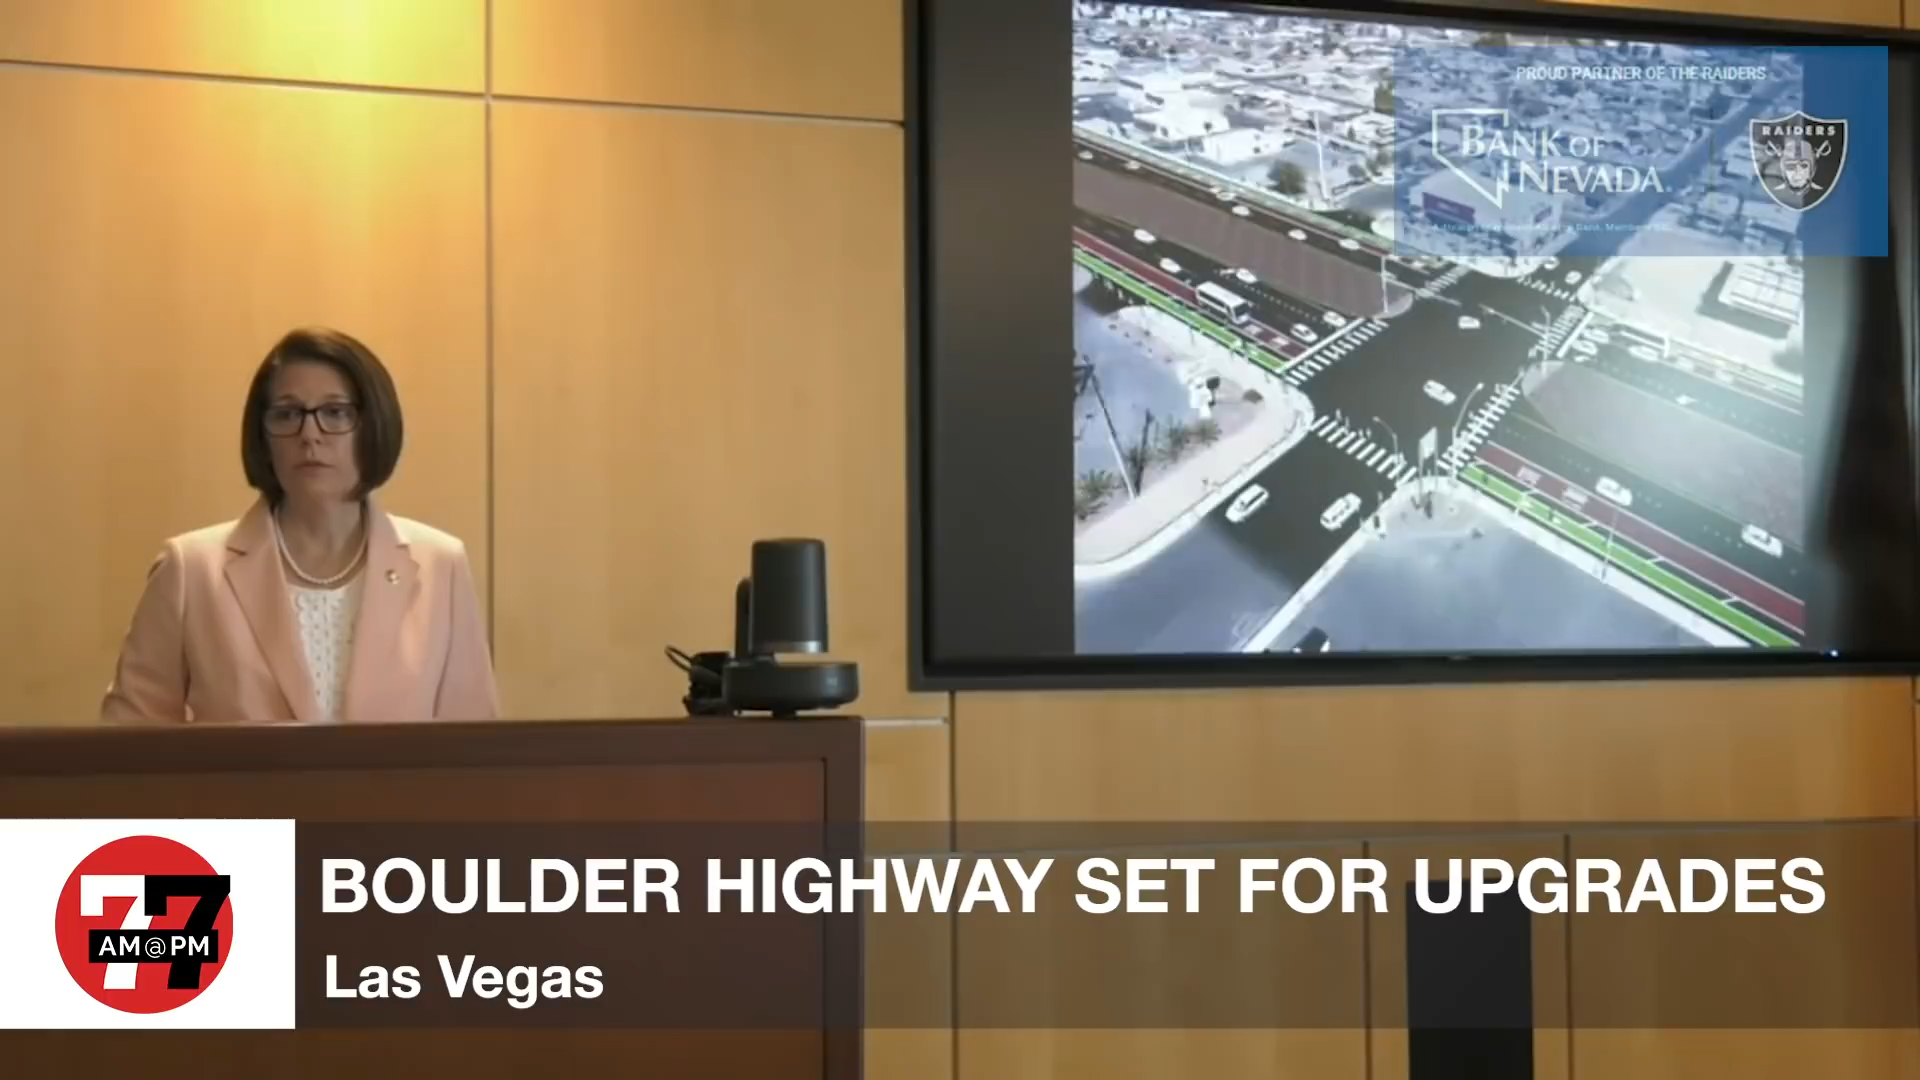 PROUD PARTNER OF THE RAIDERS
BANK OF
NEVADA
RAIDERS
77
AM@PM
BOULDER HIGHWAY SET FOR UPGRADES
Las Vegas